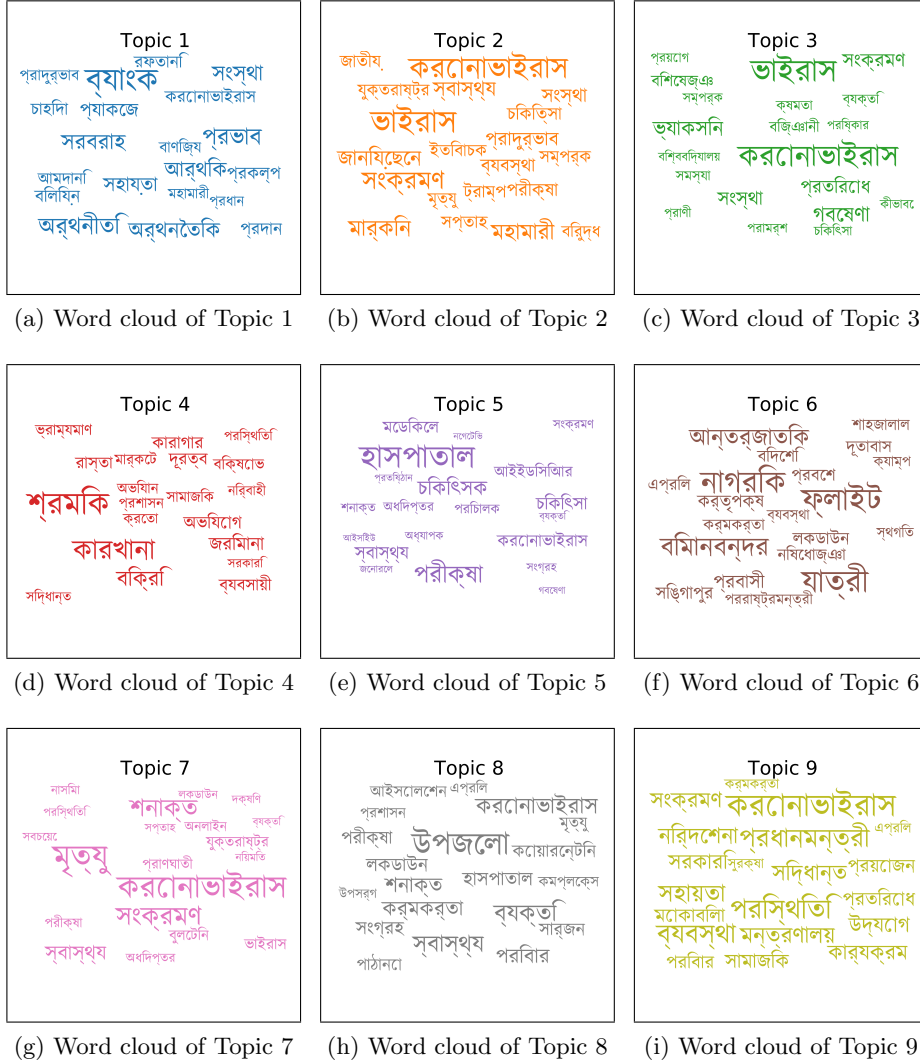 Topic 1
রফতানি
প্রাদুর্ভাব ব্যাংক সংস্থা
করোনাভাইরাস
চাহিদা প্যাকেজ
সরবরাহ বাণিজ্য প্রভাব
আর্থিক প্রকল্প
আমদানি সহায়তা
বিলিয়ন মহামারী প্রধান
অর্থনীতি অর্থনৈতিক প্রদান
(a) Word cloud of Topic 1
Topic 2
জাতীয় করোনাভাইরাস
যুক্তরাষ্ট্র স্বাস্থ্য সংস্থা
ভাইরাস চিকিত্সা
প্রাদুর্ভাব
জানিয়েছেন ইতিবাচক ব্যবস্থা সম্পর্ক
সংক্রমণ ট্রাম্প পরীক্ষা
মৃত্যু
মার্কিন সপ্তাহ মহামারী বিরুদ্ধ
(b) Word cloud of Topic 2
Topic 3
প্রয়োগ ভাইরাস সংক্রমণ
বিশেষজ্ঞ
সম্পর্ক ক্ষমতা ব্যক্তি
ভ্যাকসিন বিজ্ঞানী পরিষ্কার
বিশ্ববিদ্যালয় করোনাভাইরাস
সমস্যা প্রতিরোধ
সংস্থা কীভাবে
প্রাণী গবেষণা
পরামর্শ চিকিৎসা
(c) Word cloud of Topic 3
Topic 4
ভ্রাম্যমাণ কারাগার পরিস্থিতি
রাস্তা মার্কেট দূরত্ব বিক্ষোভ
শ্রমিক অভিযান সামাজিক নির্বাহী
প্রশাসন
ক্রেতা অভিযোগ
কারখানা জরিমানা
বিক্রি সরকারি
ব্যবসায়ী
সিদ্ধান্ত
(d) Word cloud of Topic 4
Topic 5
মেডিকেল সংক্রমণ
নেগেটিভ
হাসপাতাল আইইডিসিআর
প্রতিষ্ঠান চিকিৎসক
শনাক্ত অধিদপ্তর পরিচালক চিকিৎসা
ব্যক্তি
আইসিইউ অধ্যাপক করোনাভাইরাস
স্বাস্থ্য
জেনারেল পরীক্ষা সংগ্রহ
গবেষণা
(e) Word cloud of Topic 5
Topic 6
আন্তর্জাতিক শাহজালাল
বিদেশ দূতাবাস
ক্যাম্প
এপ্রিল নাগরিক প্রবেশ
কর্তৃপক্ষ ফ্লাইট
কর্মকর্তা ব্যবস্থা
বিমানবন্দর লকডাউন স্থগিত
নিষেধাজ্ঞা
প্রবাসী যাত্রী
সিঙ্গাপুর পররাষ্ট্রমন্ত্রী
(f) Word cloud of Topic 6
Topic 7
নাসিমা লকডাউন দক্ষিণ
পরিস্থিতি শনাক্ত
সবচেয়ে সপ্তাহ অনলাইন ব্যক্তি
মৃত্যু যুক্তরাষ্ট্র
প্রাণঘাতী নিয়মিত
করোনাভাইরাস
সংক্রমণ
পরীক্ষা বুলেটিন
স্বাস্থ্য অধিদপ্তর ভাইরাস
(g) Word cloud of Topic 7
Topic 8
আইসোলেশন এপ্রিল
প্রশাসন করোনাভাইরাস
মৃত্যু
পরীক্ষা উপজেলা কোয়ারেন্টিন
লকডাউন
শনাক্ত হাসপাতাল কমপ্লেক্স
উপসর্গ
কর্মকর্তা ব্যক্তি
সংগ্রহ সার্জন
স্বাস্থ্য পরিবার
পাঠানো
(h) Word cloud of Topic 8
Topic 9
কর্মকর্তা
সংক্রমণ করোনাভাইরাস
নির্দেশনা প্রধানমন্ত্রী এপ্রিল
সরকারি সুরক্ষা সিদ্ধান্ত প্রয়োজন
সহায়তা পরিস্থিতি প্রতিরোধ
মোকাবিলা উদ্যোগ
ব্যবস্থা মন্ত্রণালয়
পরিবার সামাজিক কার্যক্রম
(i) Word cloud of Topic 9